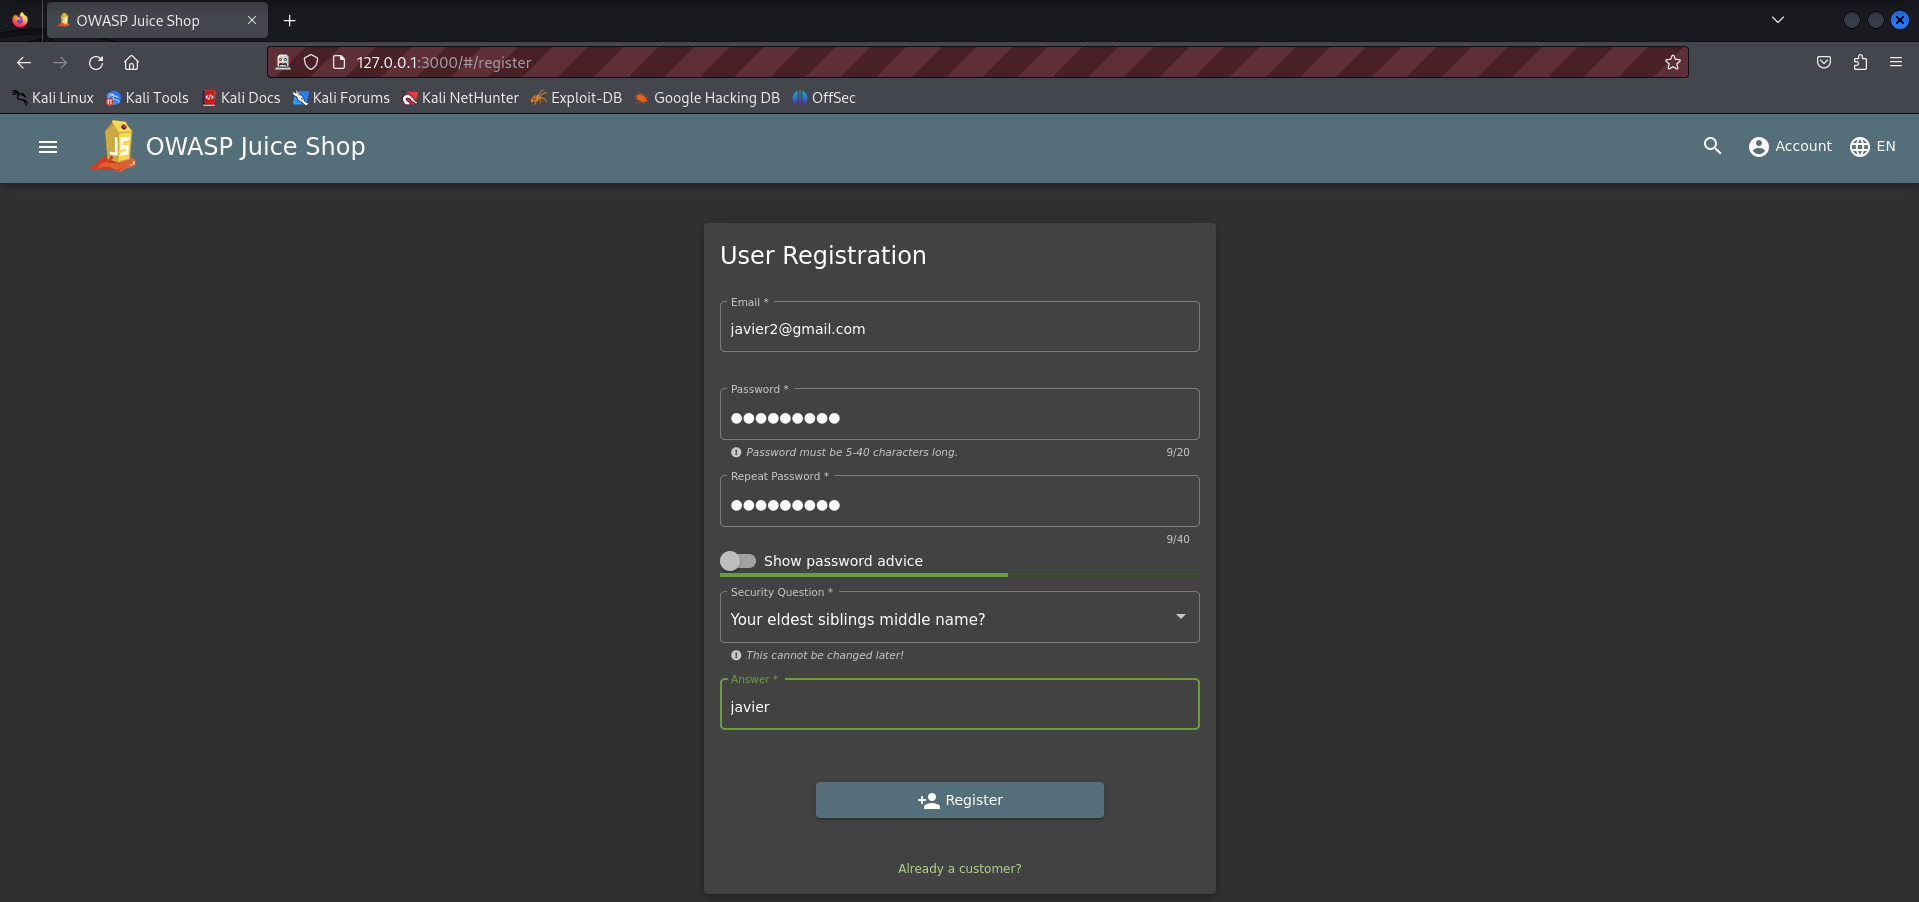 OWASP Juice Shop
127.0.0.1:3000/#/register
Kali Linux Kali Tools Kali Docs Kali Forums Kali NetHunter Exploit-DB Google Hacking DB OffSec
JS OWASP Juice Shop Account EN
User Registration
Email *
javier2@gmail.com
Password *
●●●●●●●●●
Password must be 5-40 characters long. 9/20
Repeat Password *
●●●●●●●●●
9/40
Show password advice
Security Question *
Your eldest siblings middle name?
This cannot be changed later!
Answer *
javier
Register
Already a customer?